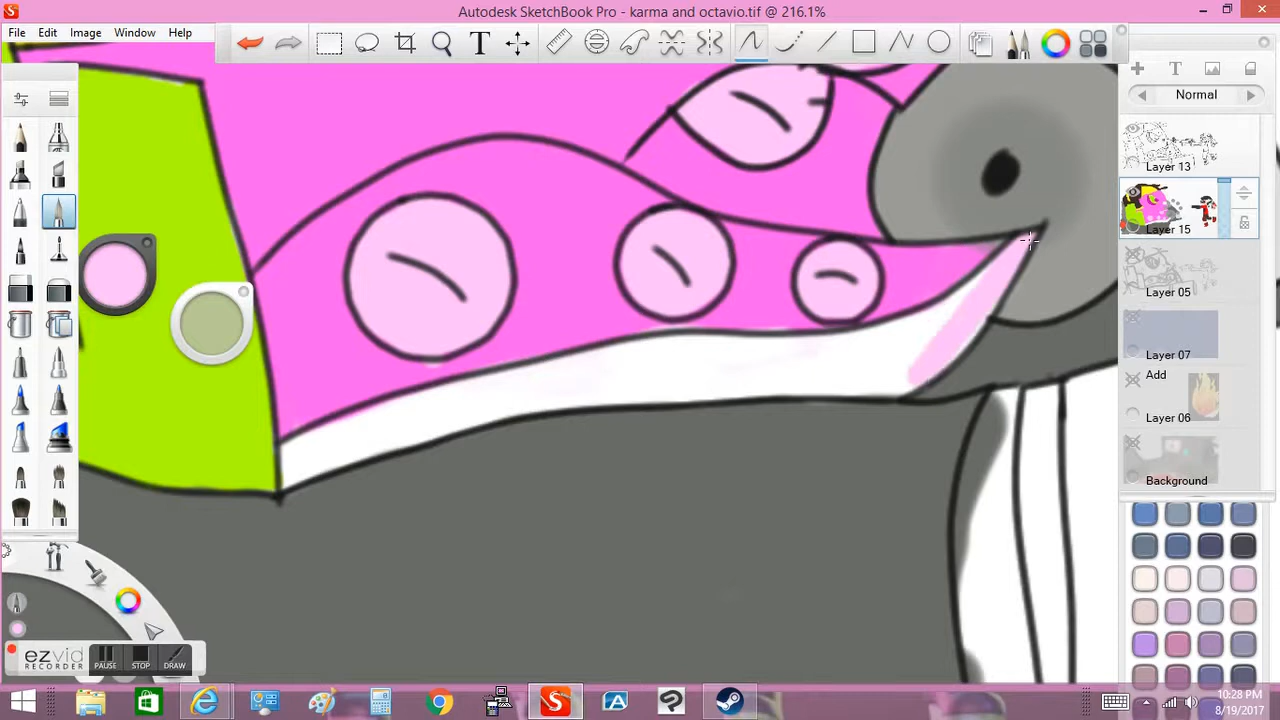 Autodesk SketchBook Pro - karma and octavio.tif @ 216.1%
File Edit Image Window Help
T
T
Normal
Layer 13
Layer 15
Layer 05
Layer 07
Add
Layer 06
Background
ezvid
RECORDER
PAUSE STOP DRAW
10:28 PM
8/19/2017